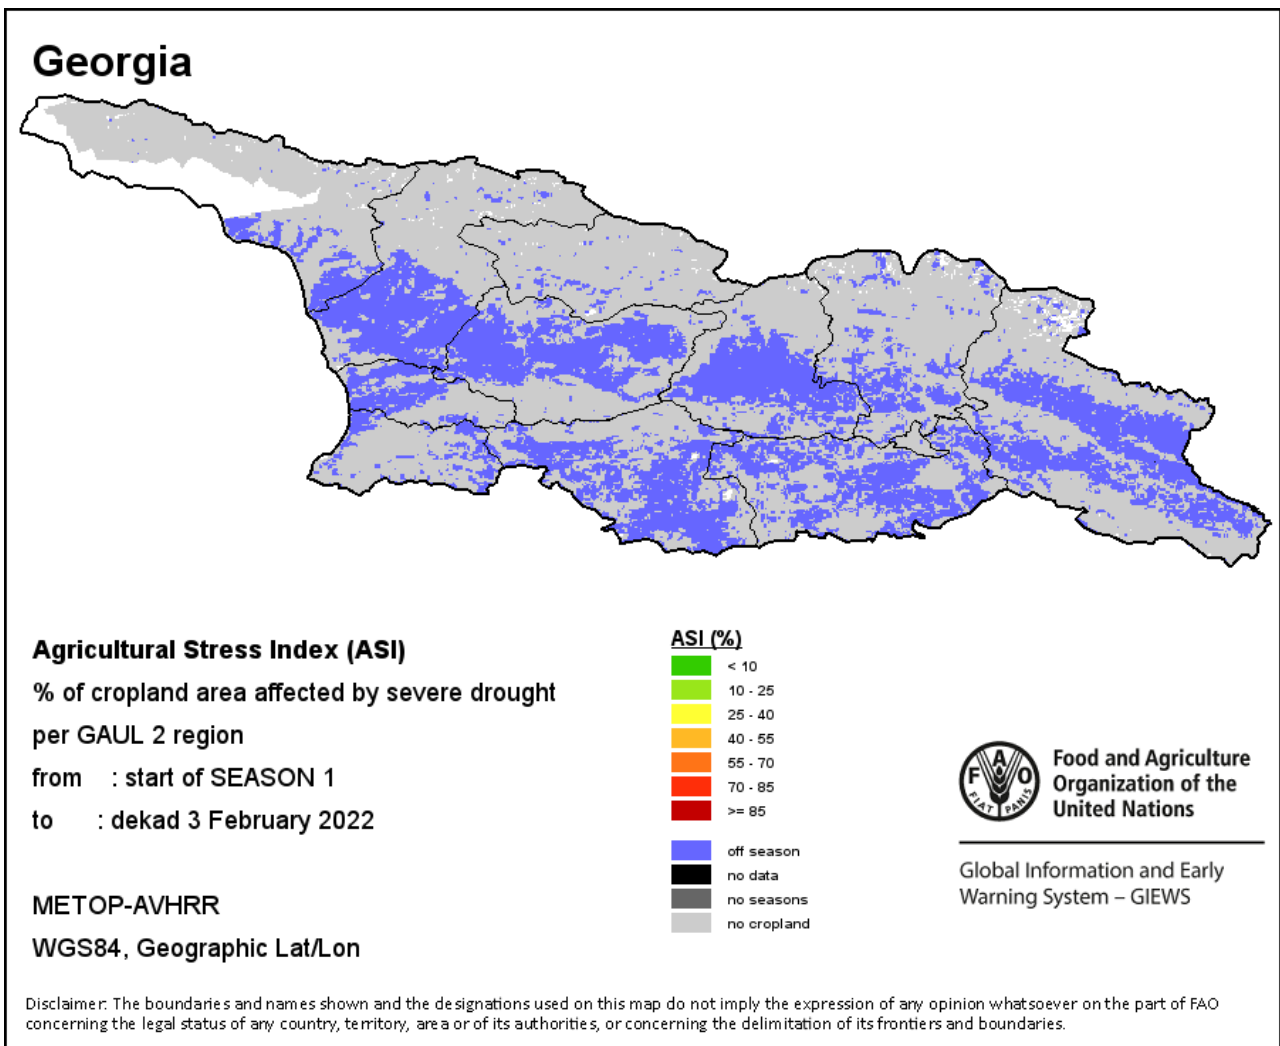 Georgia
Agricultural Stress Index (ASI)
% of cropland area affected by severe drought
per GAUL 2 region
from : start of SEASON 1
to : dekad 3 February 2022
METOP-AVHRR
WGS84, Geographic Lat/Lon
ASI (%)
< 10
10 - 25
25 - 40
40 - 55
55 - 70
70 - 85
>= 85
off season
no data
no seasons
no cropland
F A O
FIAT PANIS
Food and Agriculture
Organization of the
United Nations
Global Information and Early
Warning System – GIEWS
Disclaimer: The boundaries and names shown and the designations used on this map do not imply the expression of any opinion whatsoever on the part of FAO
concerning the legal status of any country, territory, area or of its authorities, or concerning the delimitation of its frontiers and boundaries.